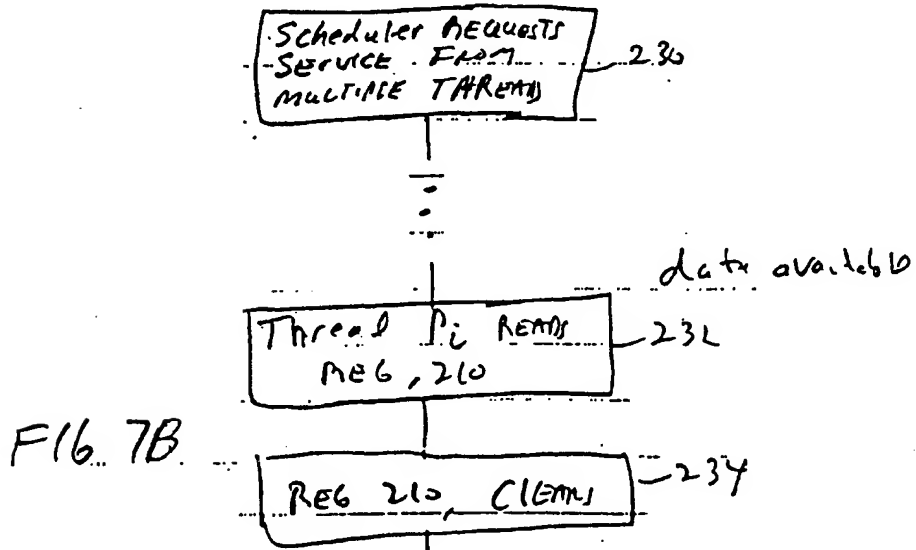 Scheduler REQUESTS
SERVICE FROM
MULTIPLE THREADS
230
data available
Thread Pi READS
REG, 210
232
FIG. 7B
REG 210, CLEARS
234